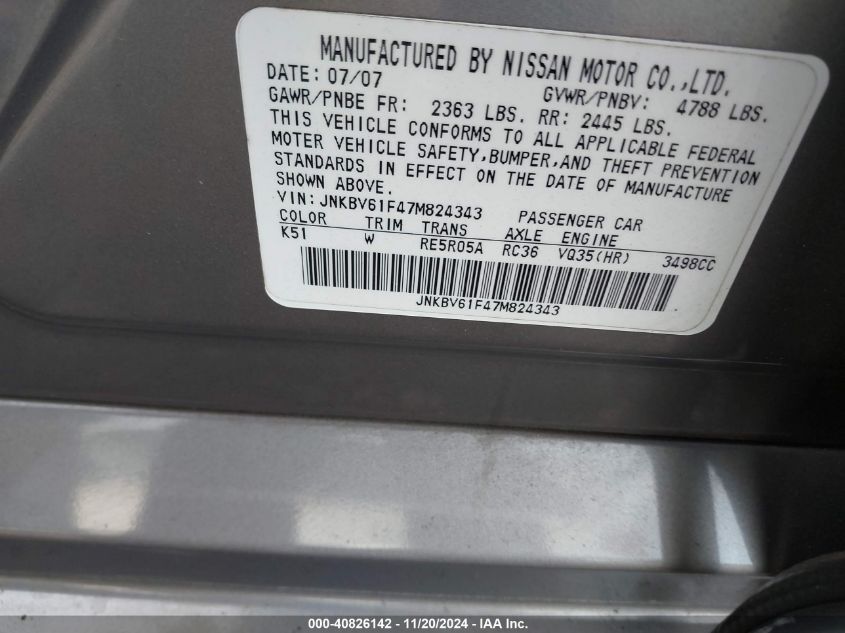 MANUFACTURED BY NISSAN MOTOR CO.,LTD.
DATE: 07/07 GVWR/PNBV: 4788 LBS.
GAWR/PNBE FR: 2363 LBS. RR: 2445 LBS.
THIS VEHICLE CONFORMS TO ALL APPLICABLE FEDERAL
MOTER VEHICLE SAFETY,BUMPER,AND THEFT PREVENTION
STANDARDS IN EFFECT ON THE DATE OF MANUFACTURE
SHOWN ABOVE.
VIN: JNKBV61F47M824343 PASSENGER CAR
COLOR TRIM TRANS AXLE ENGINE
K51 W RE5R05A RC36 VQ35(HR) 3498CC
JNKBV61F47M824343
000-40826142 - 11/20/2024 - IAA Inc.